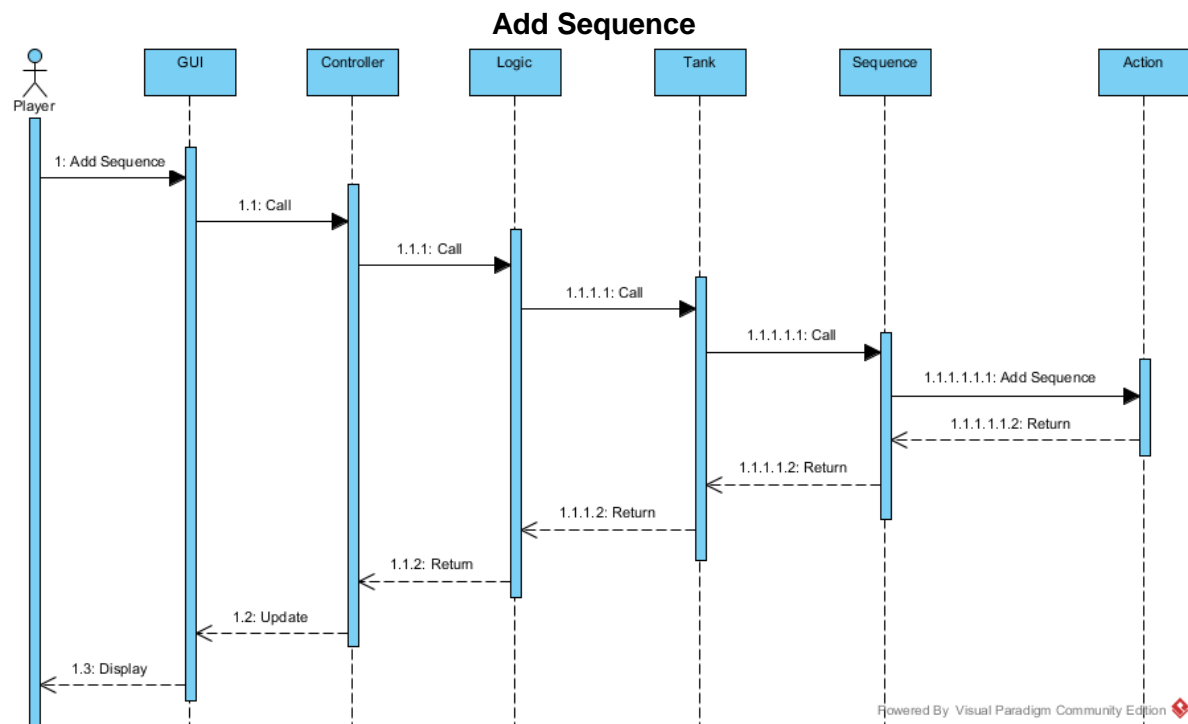 Add Sequence
GUI
Controller
Logic
Tank
Sequence
Action
Player
1: Add Sequence
1.1: Call
1.1.1: Call
1.1.1.1: Call
1.1.1.1.1: Call
1.1.1.1.1.1: Add Sequence
1.1.1.1.1.2: Return
1.1.1.1.2: Return
1.1.1.2: Return
1.1.2: Return
1.2: Update
1.3: Display
Powered By Visual Paradigm Community Edition